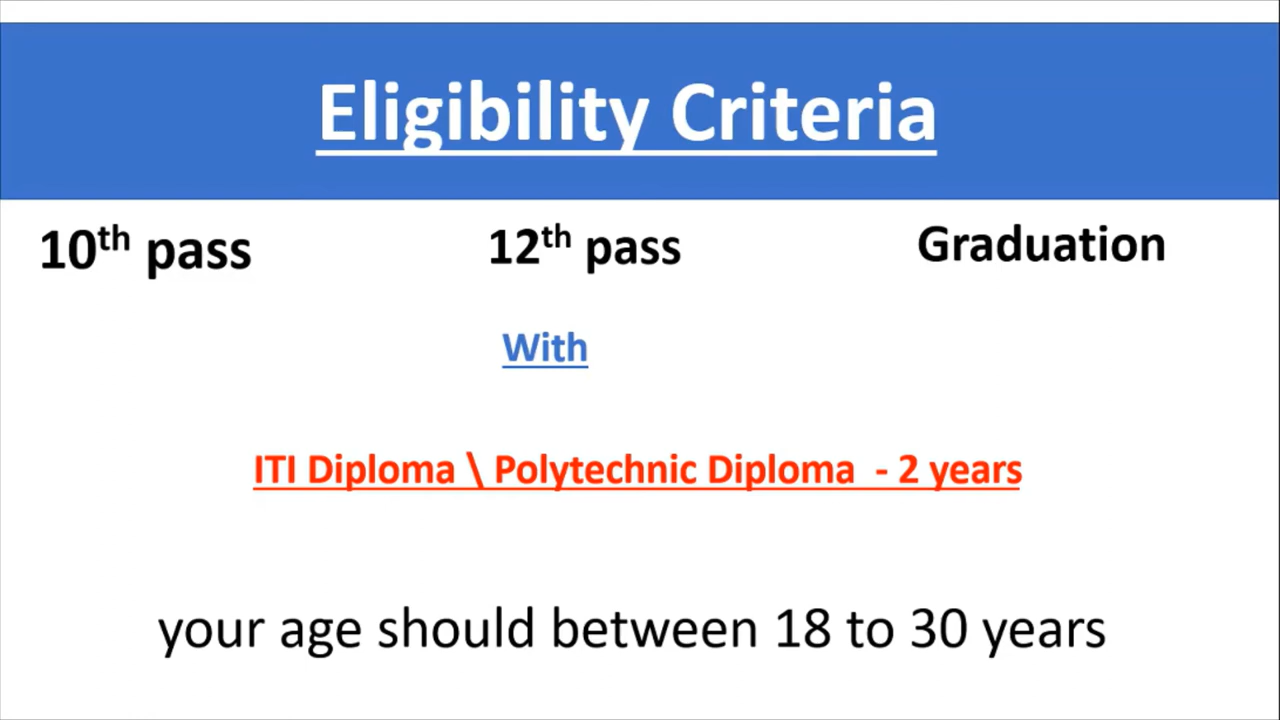 Eligibility Criteria
10th pass 12th pass Graduation
With
ITI Diploma \ Polytechnic Diploma - 2 years
your age should between 18 to 30 years